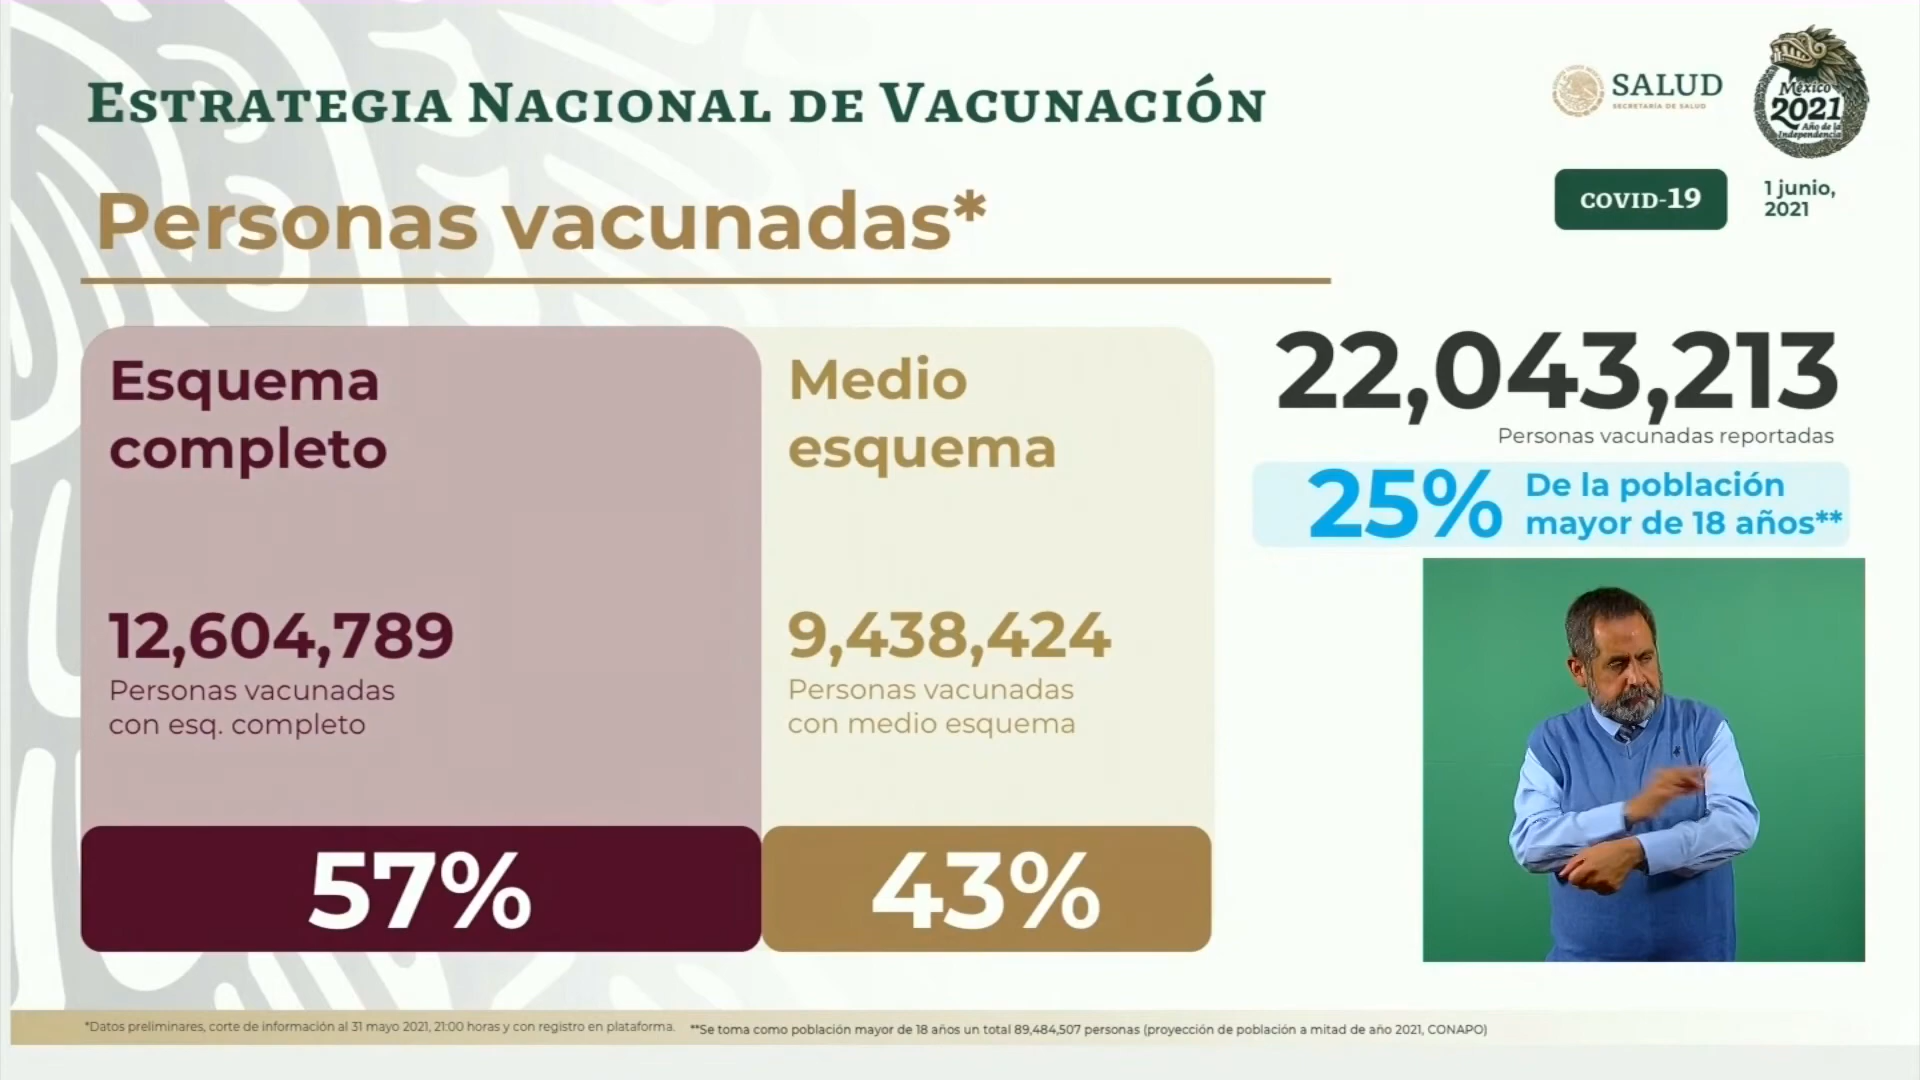 ESTRATEGIA NACIONAL DE VACUNACIÓN
SALUD
SECRETARÍA DE SALUD
México
2021
Año de la
Independencia
COVID-19
1 junio,
2021
Personas vacunadas*
Esquema
completo
12,604,789
Personas vacunadas
con esq. completo
57%
Medio
esquema
9,438,424
Personas vacunadas
con medio esquema
43%
22,043,213
Personas vacunadas reportadas
25%
De la población
mayor de 18 años**
*Datos preliminares, corte de información al 31 mayo 2021, 21:00 horas y con registro en plataforma.
**Se toma como población mayor de 18 años un total 89,484,507 personas (proyección de población a mitad de año 2021, CONAPO)